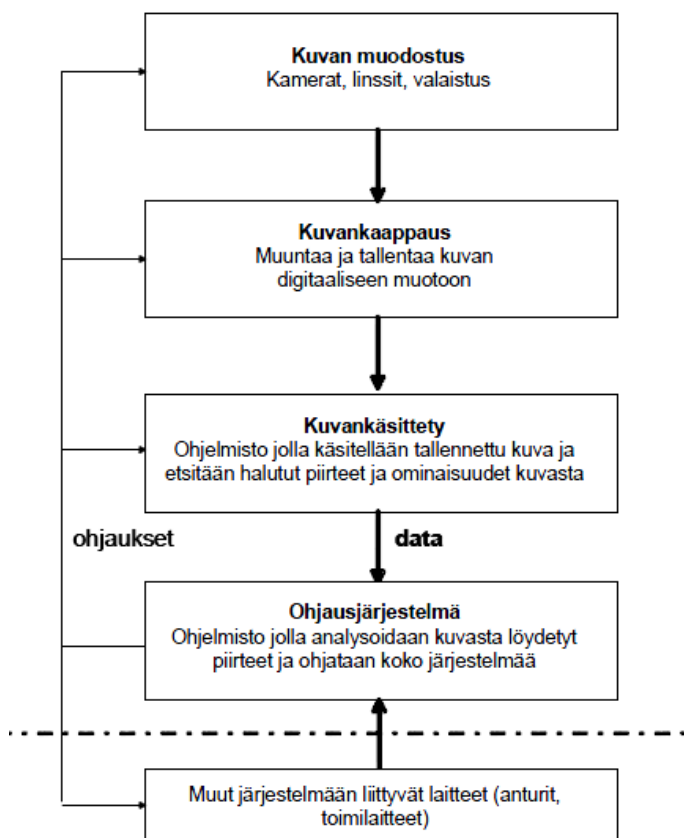 Kuvan muodostus
Kamerat, linssit, valaistus
Kuvankaappaus
Muuntaa ja tallentaa kuvan
digitaaliseen muotoon
Kuvankäsittety
Ohjelmisto jolla käsitellään tallennettu kuva ja
etsitään halutut piirteet ja ominaisuudet kuvasta
ohjaukset
data
Ohjausjärjestelmä
Ohjelmisto jolla analysoidaan kuvasta löydetyt
piirteet ja ohjataan koko järjestelmää
Muut järjestelmään liittyvät laitteet (anturit,
toimilaitteet)